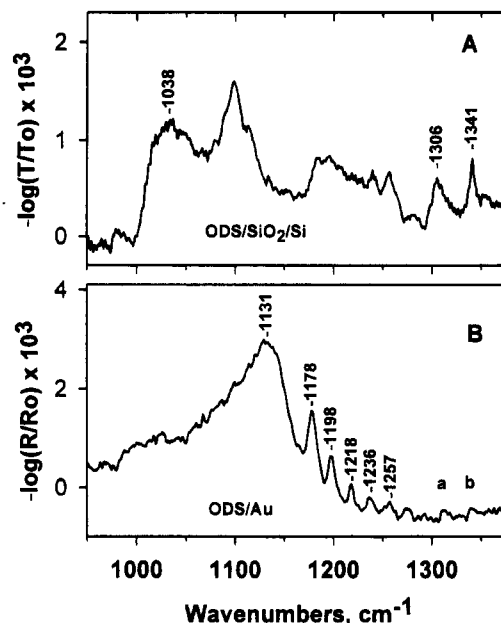 2
1
0
-log(T/To) x 10³
A
-1038
-1306
-1341
ODS/SiO₂/Si
4
2
0
-log(R/Ro) x 10³
B
-1131
-1178
-1198
-1218
-1236
-1257
a b
ODS/Au
1000 1100 1200 1300
Wavenumbers, cm⁻¹